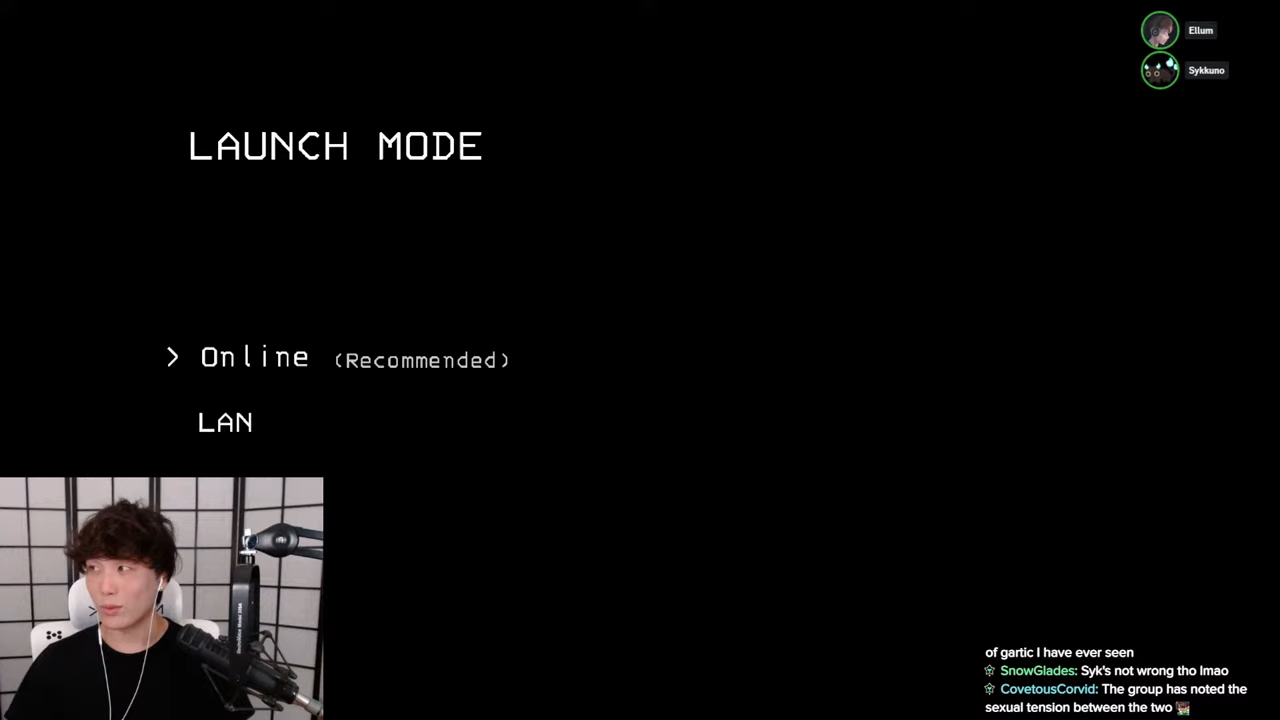 Ellum
Sykkuno
LAUNCH MODE
> Online (Recommended)
LAN
of gartic I have ever seen
SnowGlades: Syk's not wrong tho lmao
CovetousCorvid: The group has noted the
sexual tension between the two